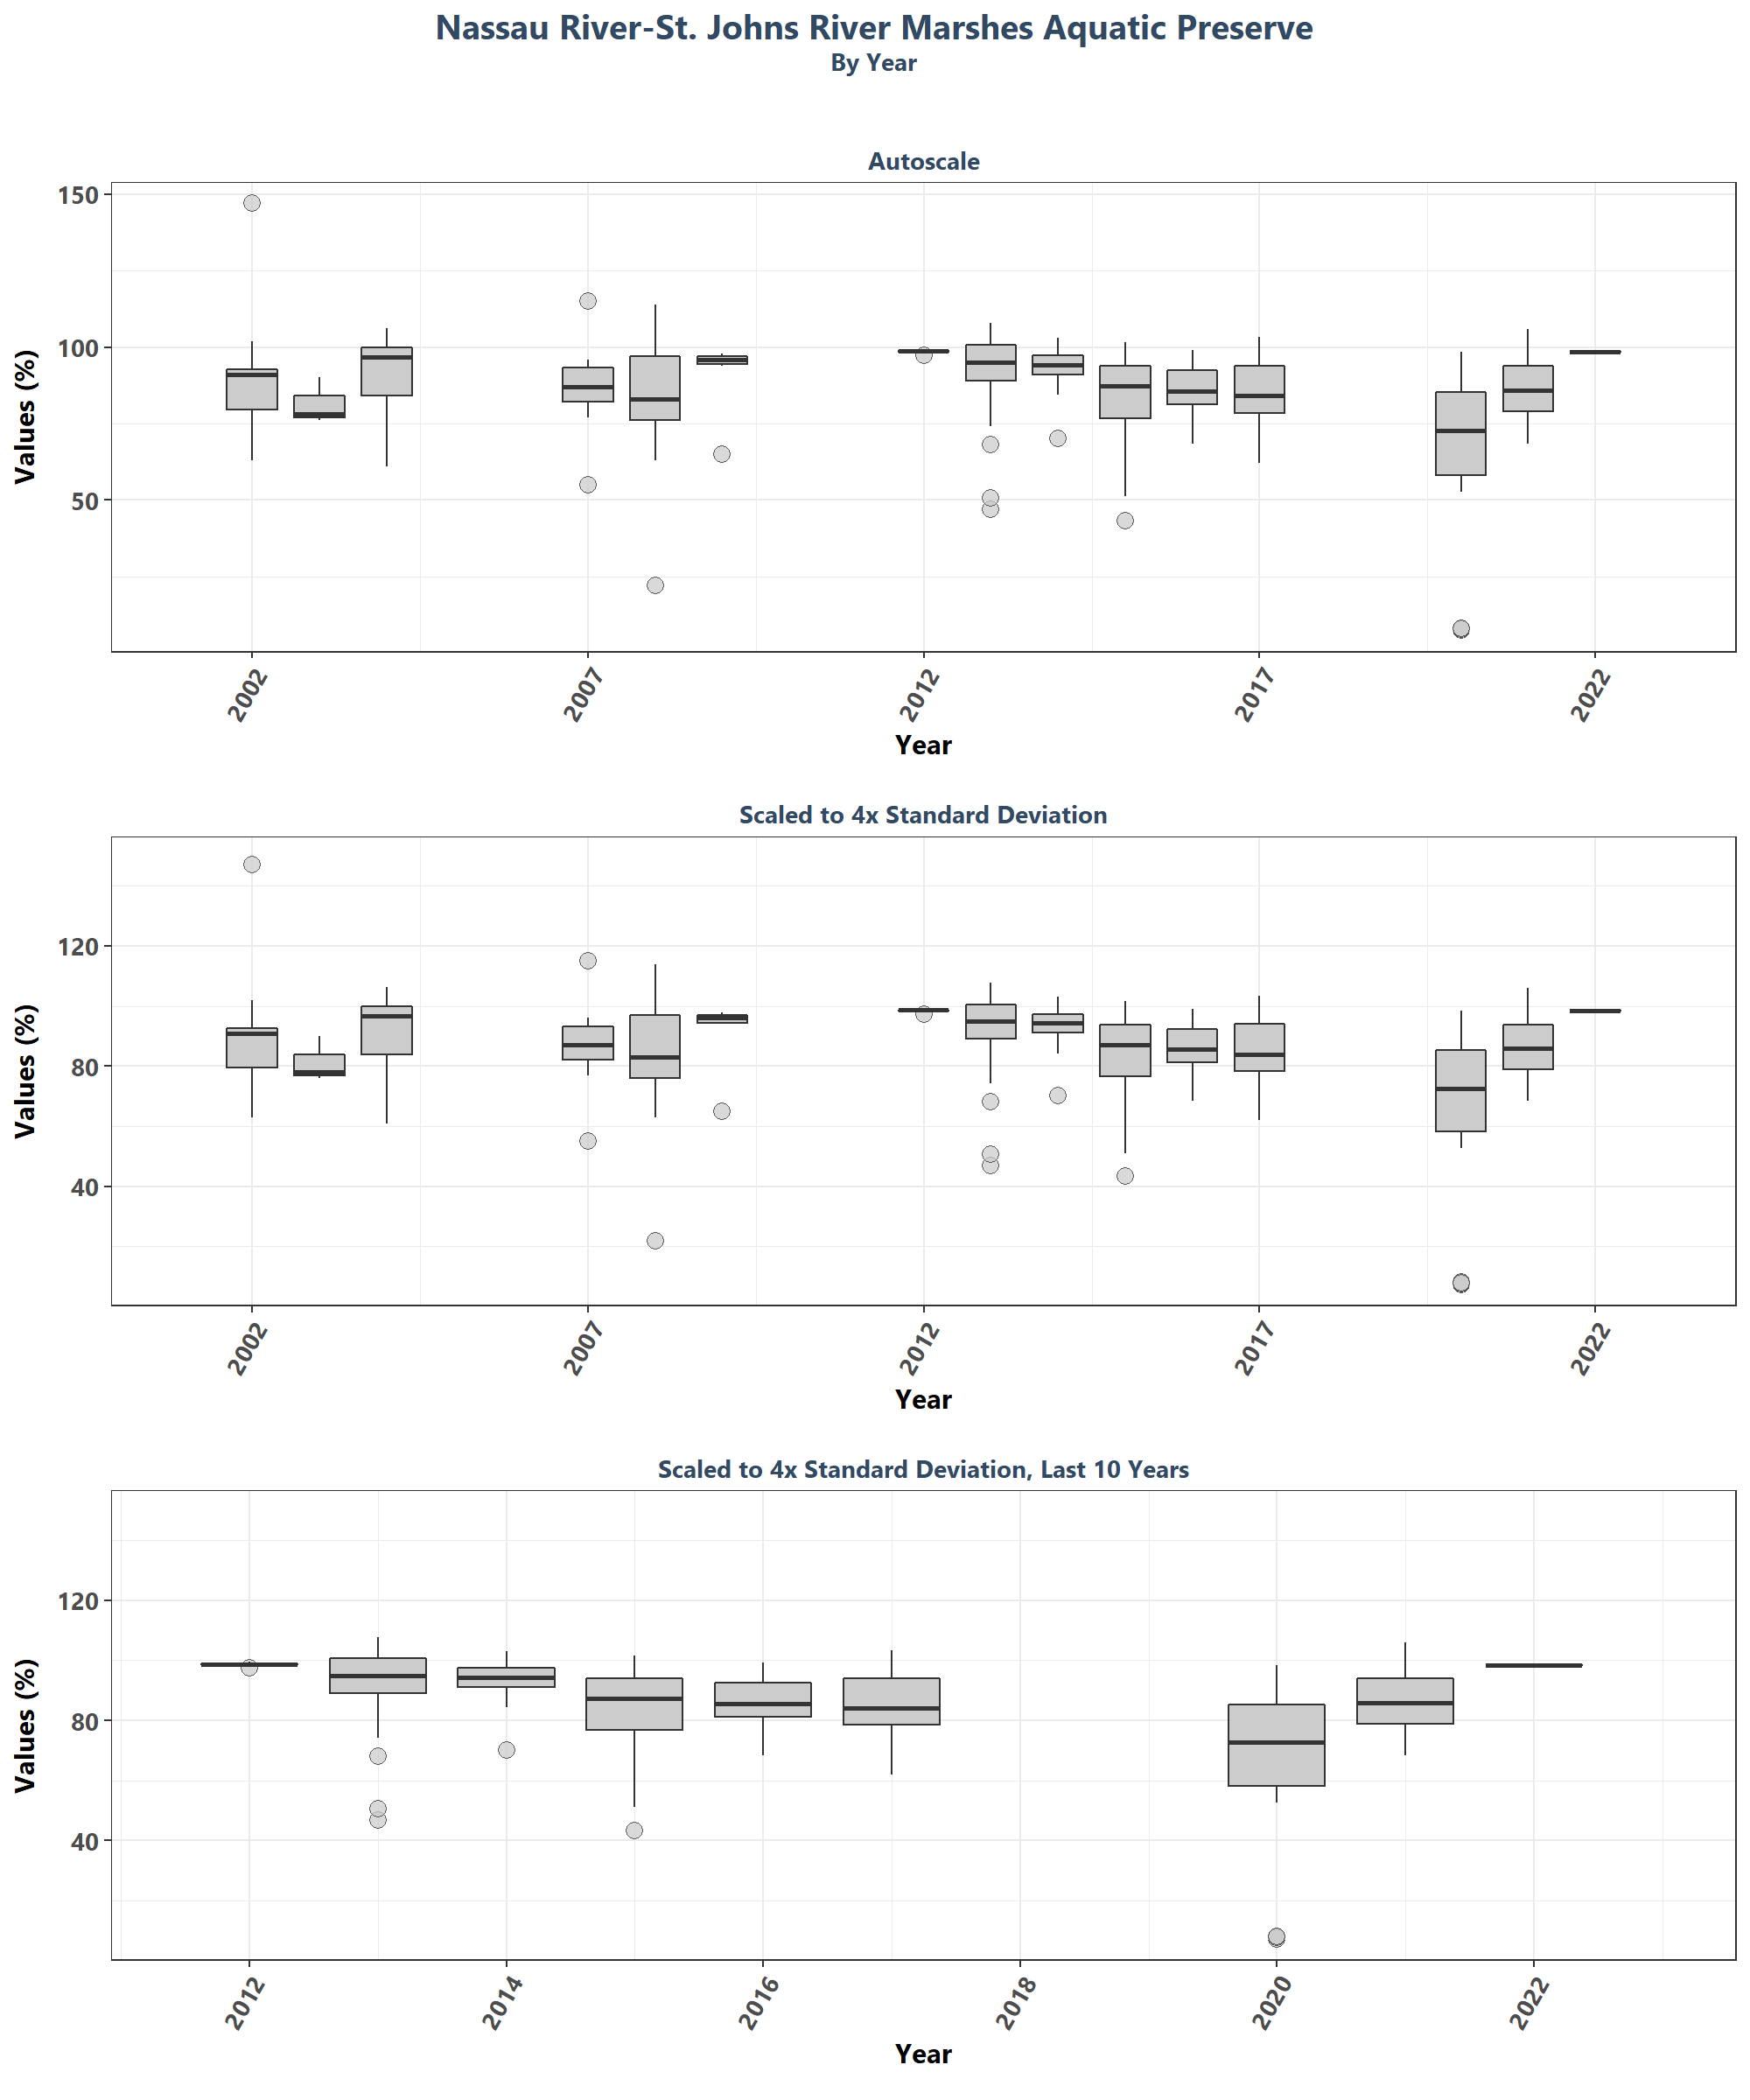 Nassau River-St. Johns River Marshes Aquatic Preserve
By Year
Autoscale
Values (%)
150
100
50
2002
2007
2012
2017
2022
Year
Scaled to 4x Standard Deviation
Values (%)
120
80
40
2002
2007
2012
2017
2022
Year
Scaled to 4x Standard Deviation, Last 10 Years
Values (%)
120
80
40
2012
2014
2016
2018
2020
2022
Year